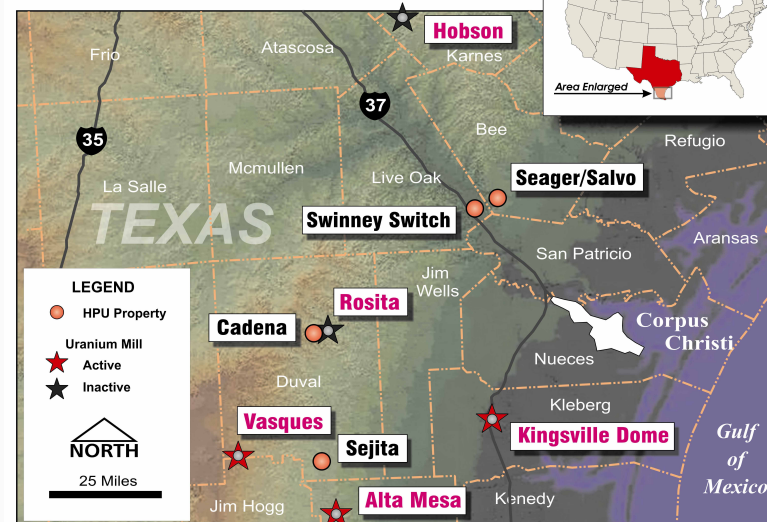 Hobson
Frio
Atascosa
Karnes
Area Enlarged
37
35
Bee
Refugio
Mcmullen
La Salle
Live Oak
Seager/Salvo
TEXAS
Swinney Switch
Aransas
San Patricio
Jim
Wells
LEGEND
HPU Property
Uranium Mill
Active
Inactive
NORTH
25 Miles
Rosita
Cadena
Corpus
Christi
Nueces
Duval
Kleberg
Vasques
Sejita
Kingsville Dome
Gulf
of
Mexico
Alta Mesa
Jim Hogg
Kenedy